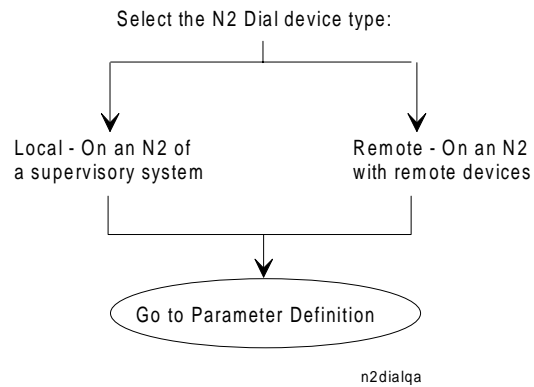 Select the N2 Dial device type:
Local - On an N2 of
a supervisory system
Remote - On an N2
with remote devices
Go to Parameter Definition
n2dialqa